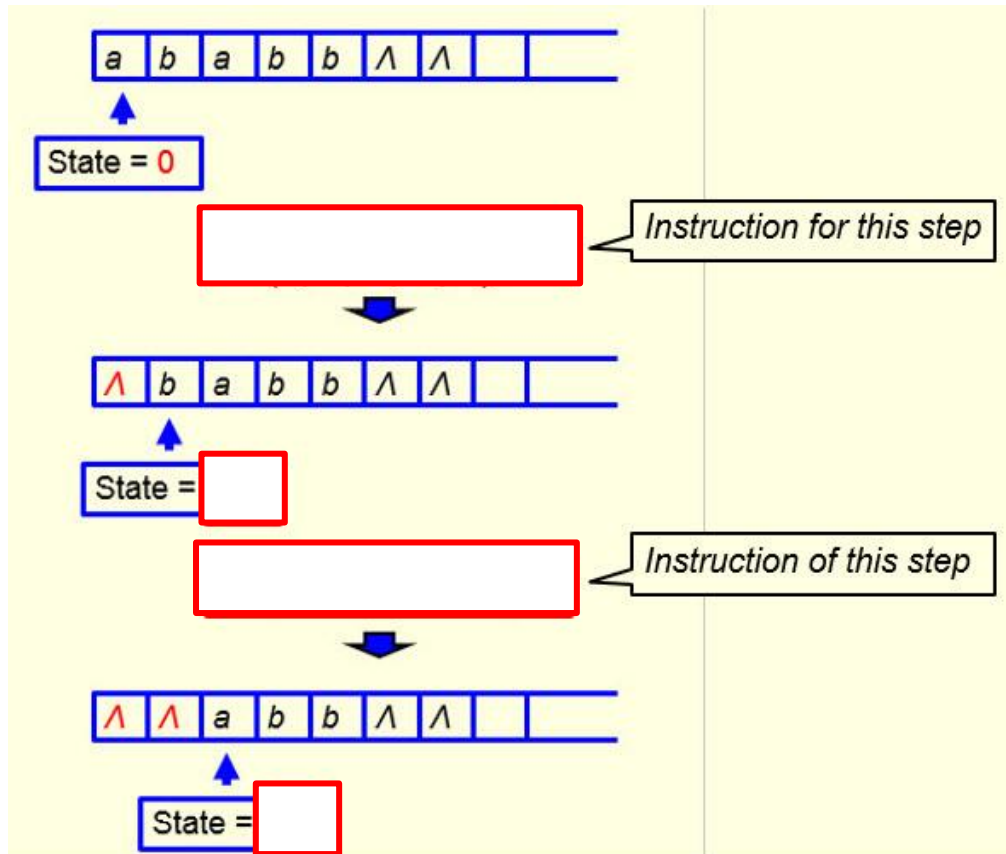 a b a b b Λ Λ
State = 0
Instruction for this step
Λ b a b b Λ Λ
State =
Instruction of this step
Λ Λ a b b Λ Λ
State =